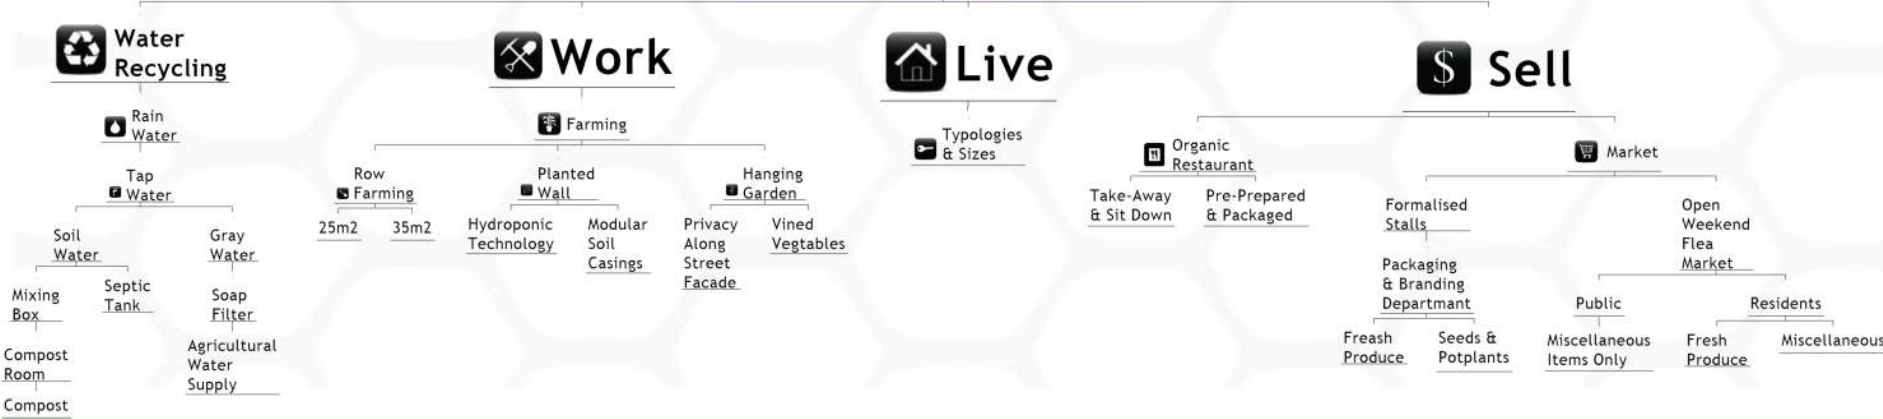 Water
Recycling
Rain
Water
Tap
Water
Soil
Water
Gray
Water
Mixing
Box
Septic
Tank
Soap
Filter
Compost
Room
Agricultural
Water
Supply
Compost
Work
Farming
Row
Farming
25m2
35m2
Planted
Wall
Hydroponic
Technology
Modular
Soil
Casings
Hanging
Garden
Privacy
Along
Street
Facade
Vined
Vegtables
Live
Typologies
& Sizes
$ Sell
Organic
Restaurant
Take-Away
& Sit Down
Pre-Prepared
& Packaged
Market
Formalised
Stalls
Packaging
& Branding
Departmant
Freash
Produce
Seeds &
Potplants
Open
Weekend
Flea
Market
Public
Miscellaneous
Items Only
Residents
Fresh
Produce
Miscellaneous